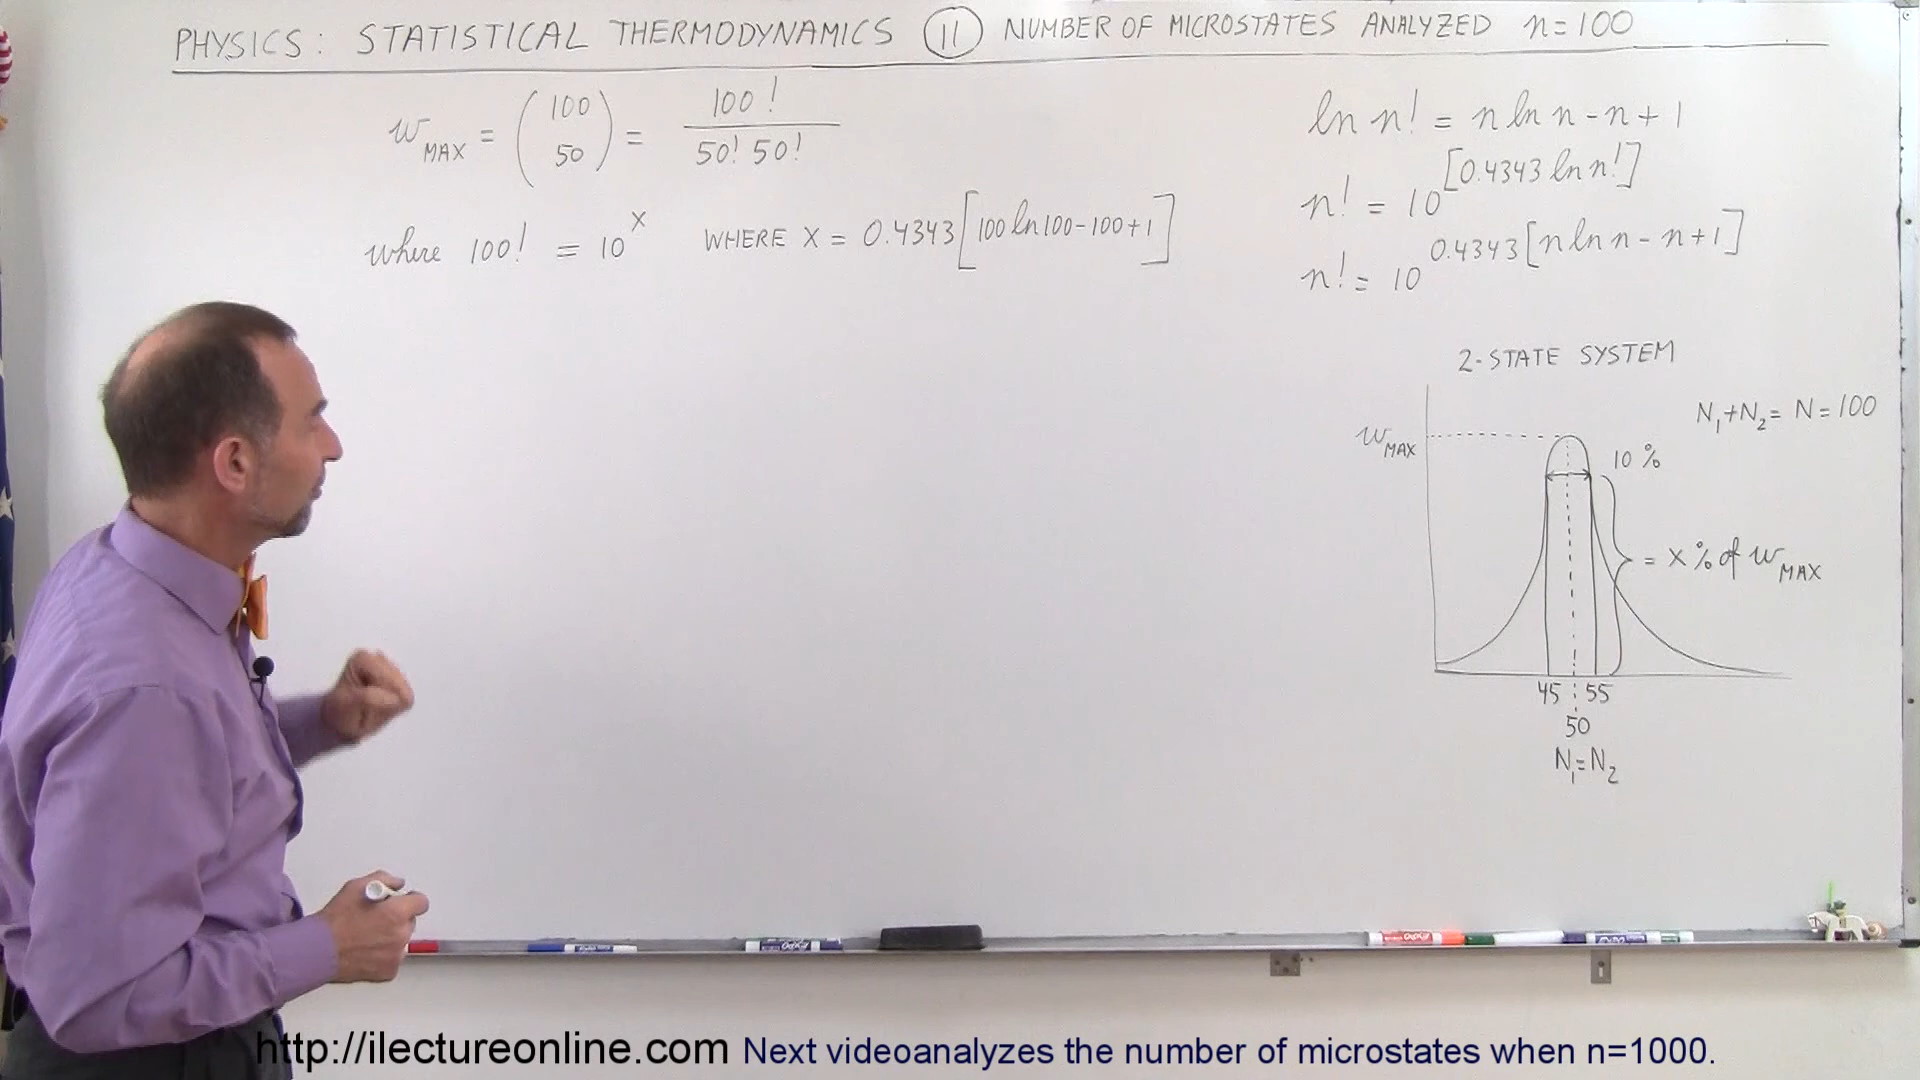 PHYSICS: STATISTICAL THERMODYNAMICS (11) NUMBER OF MICROSTATES ANALYZED n=100
w_MAX = (100 50) = 100! / 50! 50!
where 100! = 10^x WHERE x = 0.4343[100 ln 100-100+1]
ln n! = n ln n - n + 1
n! = 10^[0.4343 ln n!]
n! = 10^0.4343[n ln n - n+1]
2-STATE SYSTEM
N₁+N₂ = N = 100
w_MAX
10 %
= x % of w_MAX
45 55
50
N₁=N₂
http://ilectureonline.com Next videoanalyzes the number of microstates when n=1000.